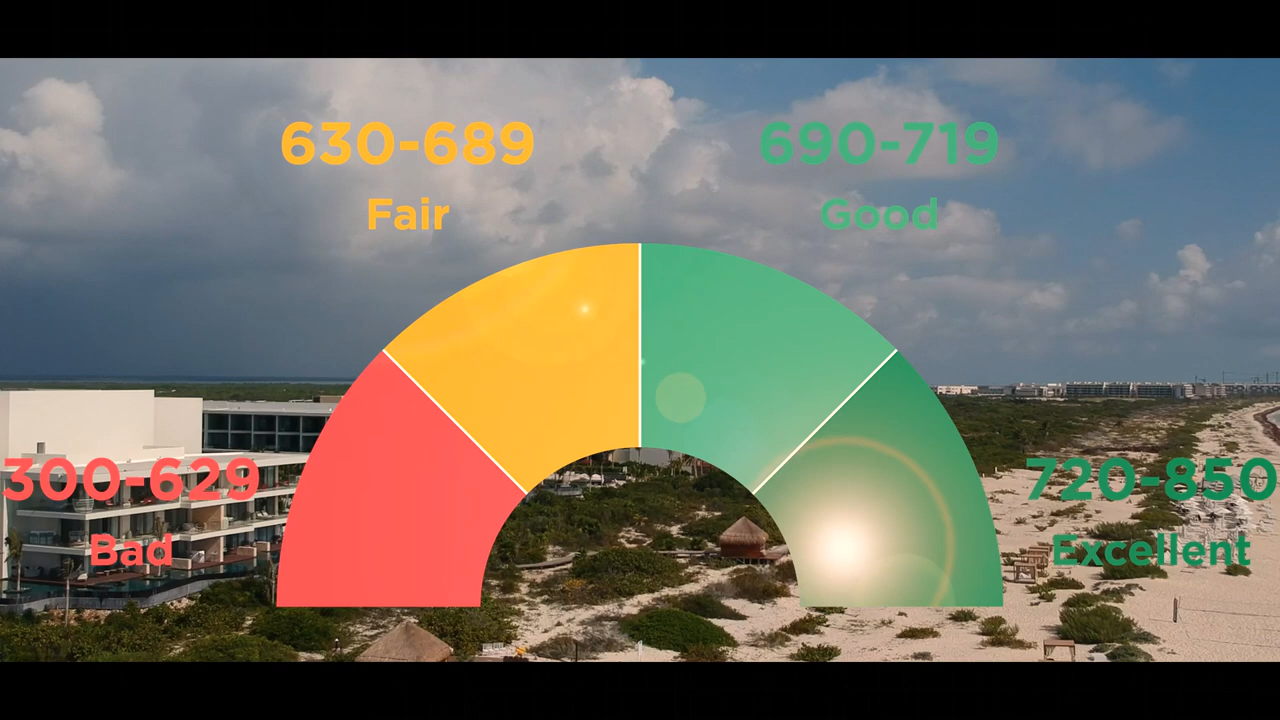 630-689
Fair
690-719
Good
300-629
Bad
720-850
Excellent